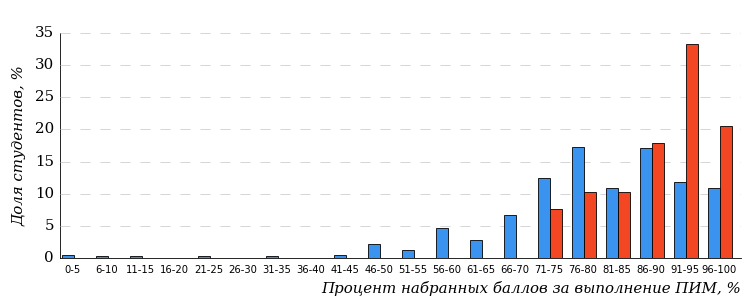 Доля студентов, %
35
30
25
20
15
10
5
0
0-5 6-10 11-15 16-20 21-25 26-30 31-35 36-40 41-45 46-50 51-55 56-60 61-65 66-70 71-75 76-80 81-85 86-90 91-95 96-100
Процент набранных баллов за выполнение ПИМ, %